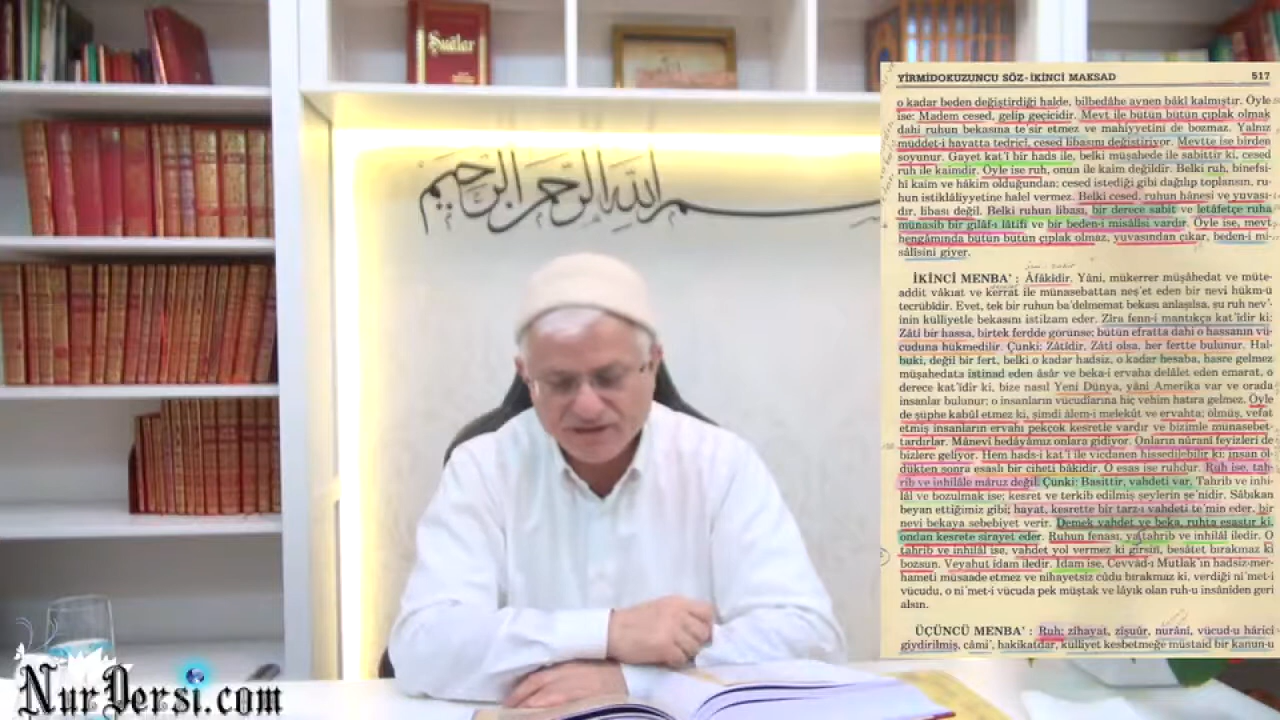 Şuâlar
بسم الله الرحمن الرحيم
YİRMİDOKUZUNCU SÖZ - İKİNCİ MAKSAD 517
o kadar beden değiştirdiği halde, bilbedâhe aynen bâkî kalmıştır. Öyle
ise: Madem cesed, gelip geçicidir. Mevt ile bütün bütün çıplak olmak
dahi ruhun bekasına te'sir etmez ve mahiyyetini de bozmaz. Yalnız
müddet-i hayatta tedricî, cesed libasını değiştiriyor. Mevtte ise birden
soyunur. Gayet kat'î bir hads ile, belki müşahede ile sabittir ki, cesed
ruh ile kaimdir. Öyle ise ruh, onun ile kaim değildir. Belki ruh, binefsi-
hî kaim ve hâkim olduğundan; cesed istediği gibi dağılıp toplansın, ru-
hun istiklâliyyetine halel vermez. Belki cesed, ruhun hânesi ve yuvası-
dır, libası değil. Belki ruhun libası, bir derece sabit ve letâfetçe ruha
münasib bir gılâf-ı lâtifi ve bir beden-i misâlîsi vardır. Öyle ise, mevt
hengâmında bütün bütün çıplak olmaz, yuvasından çıkar, beden-i mi-
sâlîsini giyer.
İKİNCİ MENBA' : Âfâkîdir. Yâni, mükerrer müşâhedat ve müte-
addit vâkıat ve kerrat ile münasebattan neş'et eden bir nevi hükm-ü
tecrübîdir. Evet, tek bir ruhun ba'delmemat bekası anlaşılsa, şu ruh nev'-
inin külliyetle bekasını istilzam eder. Zira fenn-i mantıkça kat'îdir ki:
Zâtî bir hassa, birtek ferdde görünse; bütün efratta dahi o hassanın vü-
cuduna hükmedilir. Çünki: Zâtîdir. Zâtî olsa, her fertte bulunur. Hal-
buki, değil bir fert, belki o kadar hadsiz, o kadar hesaba, hasre gelmez
müşahedata istinad eden âsâr ve beka-i ervaha delâlet eden emarat, o
derece kat'îdir ki, bize nasıl Yeni Dünya, yâni Amerika var ve orada
insanlar bulunur; o insanların vücudlarına hiç vehim hatıra gelmez. Öyle
de şüphe kabûl etmez ki, şimdi âlem-i melekût ve ervahta; ölmüş, vefat
etmiş insanların ervahı pekçok kesretle vardır ve bizimle münasebet-
tardırlar. Mânevî hedâyâmız onlara gidiyor. Onların nûranî feyizleri de
bizlere geliyor. Hem hads-i kat'î ile vicdanen hissedilebilir ki; insan öl-
dükten sonra esaslı bir ciheti bâkîdir. O esas ise ruhdur. Ruh ise, tah-
rib ve inhilâle mâruz değil. Çünki: Basittir, vahdeti var. Tahrib ve inhi-
lâl ve bozulmak ise; kesret ve terkib edilmiş şeylerin şe'nidir. Sâbıkan
beyan ettiğimiz gibi; hayat, kesrette bir tarz-ı vahdeti te'min eder, bir
nevi bekaya sebebiyet verir. Demek vahdet ve beka, ruhta esastır ki,
ondan kesrete sirayet eder. Ruhun fenası, ya tahrib ve inhilâl iledir. O
tahrib ve inhilâl ise, vahdet yol vermez ki girsin, besâtet bırakmaz ki
bozsun. Veyahut idam iledir. İdam ise, Cevvâd-ı Mutlak'ın hadsiz mer-
hameti müsaade etmez ve nihayetsiz cûdu bırakmaz ki, verdiği ni'met-i
vücudu, o ni'met-i vücuda pek müştak ve lâyık olan ruh-u insânîden geri
alsın.
ÜÇÜNCÜ MENBA' : Ruh; zîhayat, zîşuûr, nurânî, vücud-u hâricî
giydirilmiş, câmi', hakikatdar, külliyet kesbetmeğe müstaid bir kanun-u
NurDersi.com